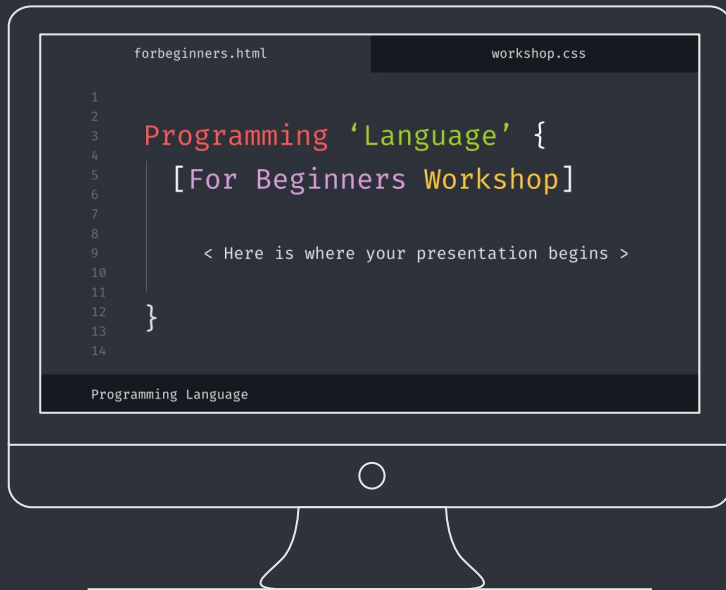 forbeginners.html
workshop.css
1
2
3
4
5
6
7
8
9
10
11
12
13
14
Programming ‘Language’ {
[For Beginners Workshop]
< Here is where your presentation begins >
}
Programming Language